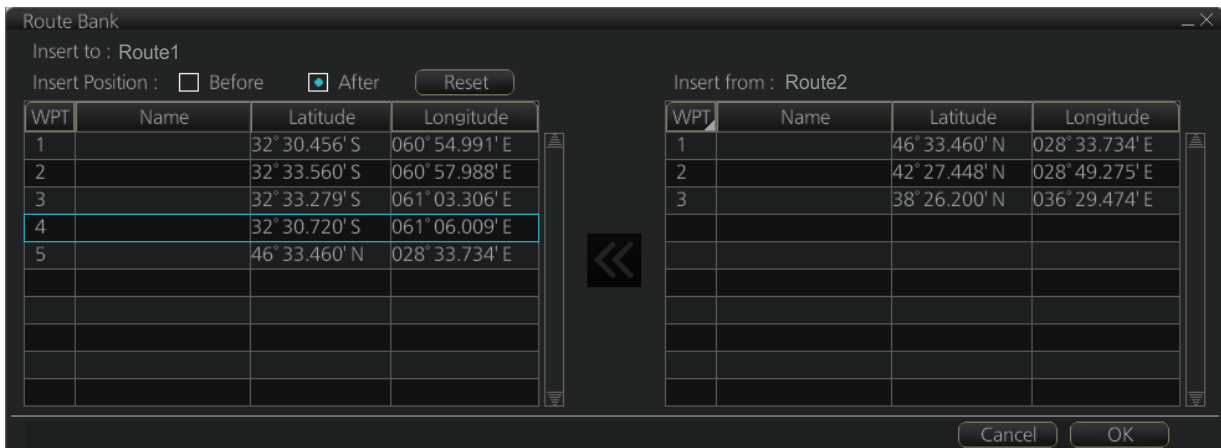 Route Bank
Insert to : Route1
Insert Position : Before After Reset
Insert from : Route2
WPT Name Latitude Longitude
1 32° 30.456' S 060° 54.991' E
2 32° 33.560' S 060° 57.988' E
3 32° 33.279' S 061° 03.306' E
4 32° 30.720' S 061° 06.009' E
5 46° 33.460' N 028° 33.734' E
WPT Name Latitude Longitude
1 46° 33.460' N 028° 33.734' E
2 42° 27.448' N 028° 49.275' E
3 38° 26.200' N 036° 29.474' E
Cancel OK